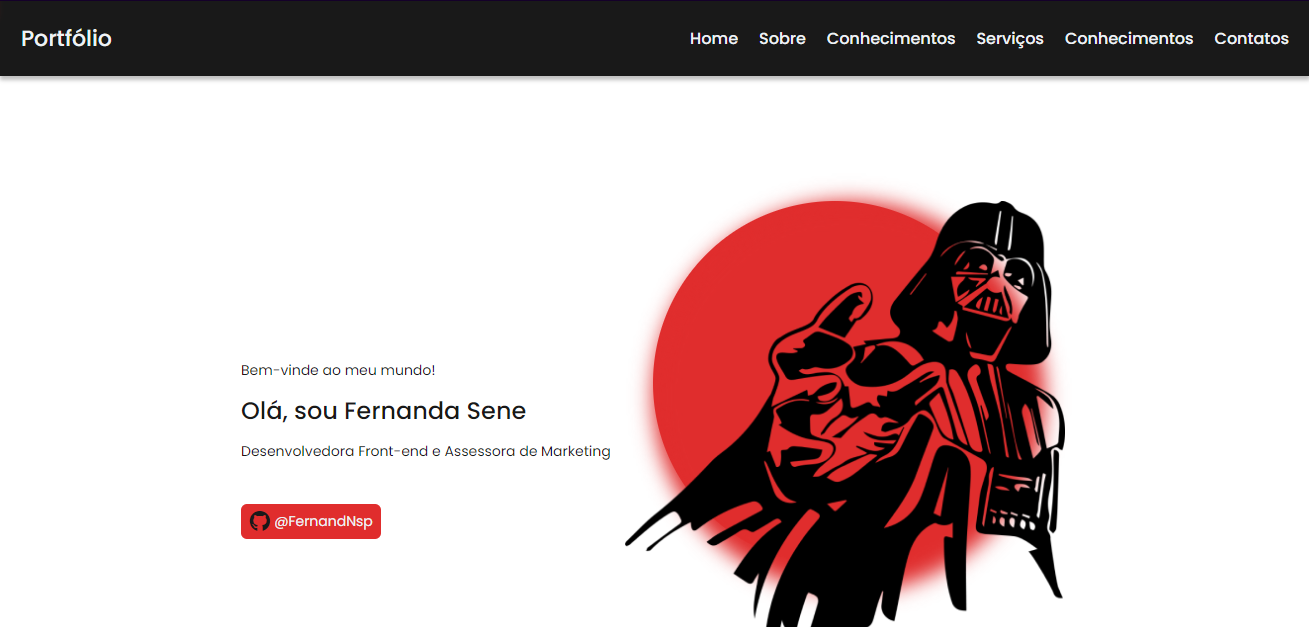 Portfólio
Home Sobre Conhecimentos Serviços Conhecimentos Contatos
Bem-vinde ao meu mundo!
Olá, sou Fernanda Sene
Desenvolvedora Front-end e Assessora de Marketing
@FernandNsp